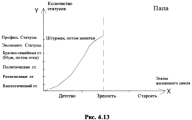 Y
Количество
статусов
Папа
Професс. Статусы.
Штурман, потом капитан
Экономич. Статусы
Брачно-семейные ст.
(Муж, потом отец)
Политические ст.
Религиозные ст.
Биологический ст.
Этапы
жизненного цикла
Детство
Зрелость
Старость
X
Рис. 4.13